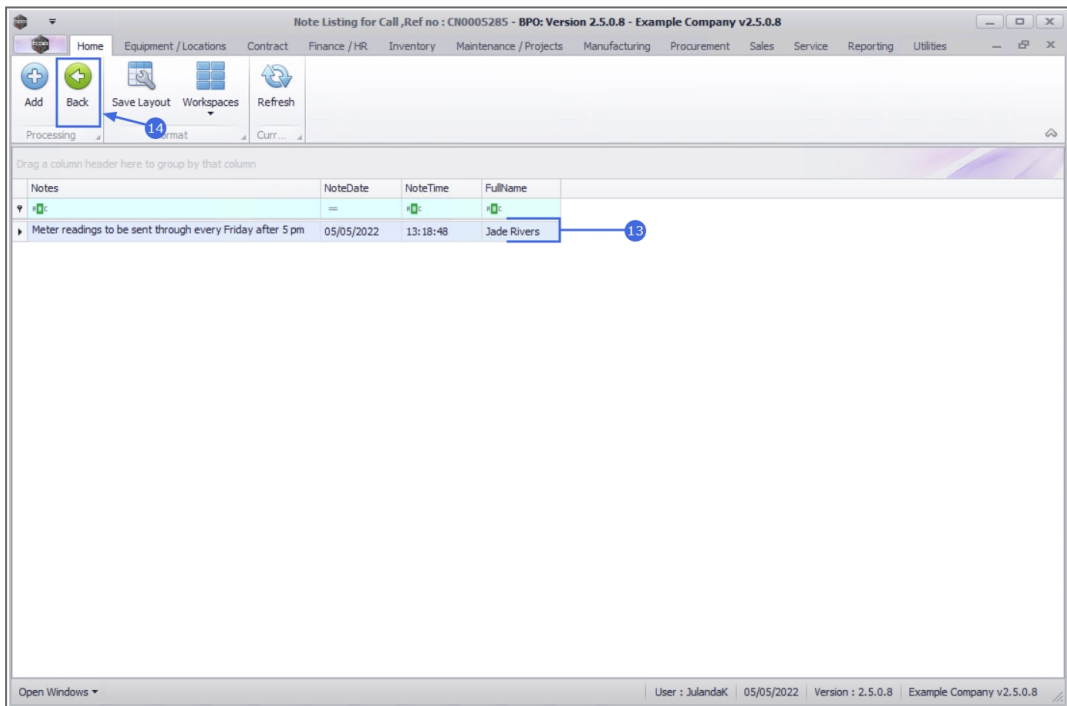 Note Listing for Call ,Ref no : CN0005285 - BPO: Version 2.5.0.8 - Example Company v2.5.0.8
Home Equipment / Locations Contract Finance / HR Inventory Maintenance / Projects Manufacturing Procurement Sales Service Reporting Utilities
Add Back Save Layout Workspaces Refresh
14
Processing rmat Curr...
Drag a column header here to group by that column
Notes NoteDate NoteTime FullName
=
Meter readings to be sent through every Friday after 5 pm 05/05/2022 13:18:48 Jade Rivers 13
Open Windows User : JulandaK 05/05/2022 Version : 2.5.0.8 Example Company v2.5.0.8